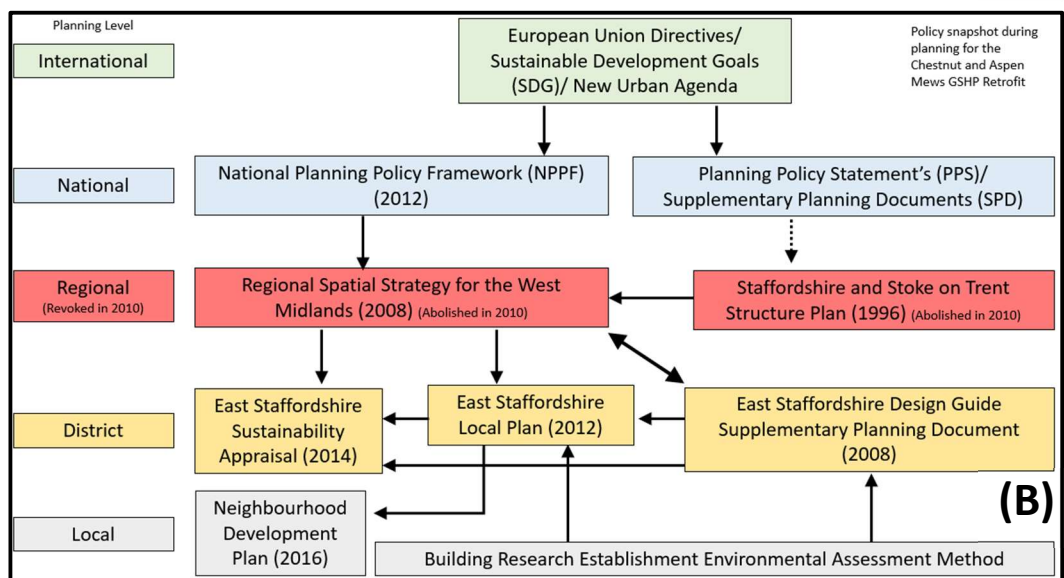 Planning Level
International
European Union Directives/
Sustainable Development Goals
(SDG)/ New Urban Agenda
Policy snapshot during
planning for the
Chestnut and Aspen
Mews GSHP Retrofit
National
National Planning Policy Framework (NPPF)
(2012)
Planning Policy Statement's (PPS)/
Supplementary Planning Documents (SPD)
Regional
(Revoked in 2010)
Regional Spatial Strategy for the West
Midlands (2008) (Abolished in 2010)
Staffordshire and Stoke on Trent
Structure Plan (1996) (Abolished in 2010)
District
East Staffordshire
Sustainability
Appraisal (2014)
East Staffordshire
Local Plan (2012)
East Staffordshire Design Guide
Supplementary Planning Document
(2008)
(B)
Local
Neighbourhood
Development
Plan (2016)
Building Research Establishment Environmental Assessment Method